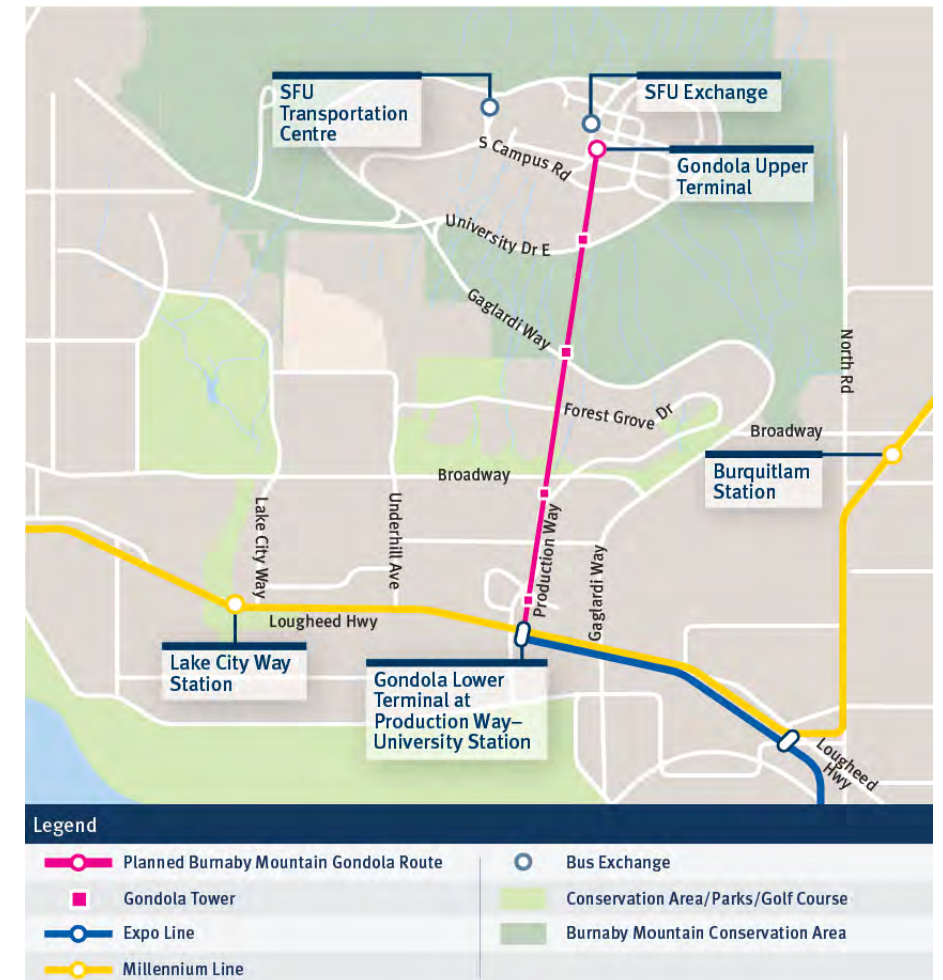 SFU
Transportation
Centre
SFU Exchange
S Campus Rd
Gondola Upper
Terminal
University Dr E
Gaglardi Way
North Rd
Forest Grove Dr
Broadway
Burquitlam
Station
Broadway
Lake City Way
Underhill Ave
Production Way
Gaglardi Way
Lougheed Hwy
Lake City Way
Station
Gondola Lower
Terminal at
Production Way–
University Station
Lougheed
Hwy
Legend
Planned Burnaby Mountain Gondola Route
Gondola Tower
Expo Line
Millennium Line
Bus Exchange
Conservation Area/Parks/Golf Course
Burnaby Mountain Conservation Area